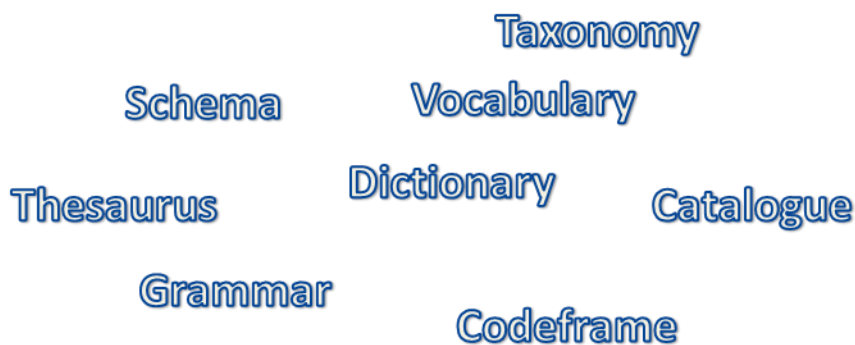 Taxonomy
Schema
Vocabulary
Dictionary
Thesaurus
Catalogue
Grammar
Codeframe